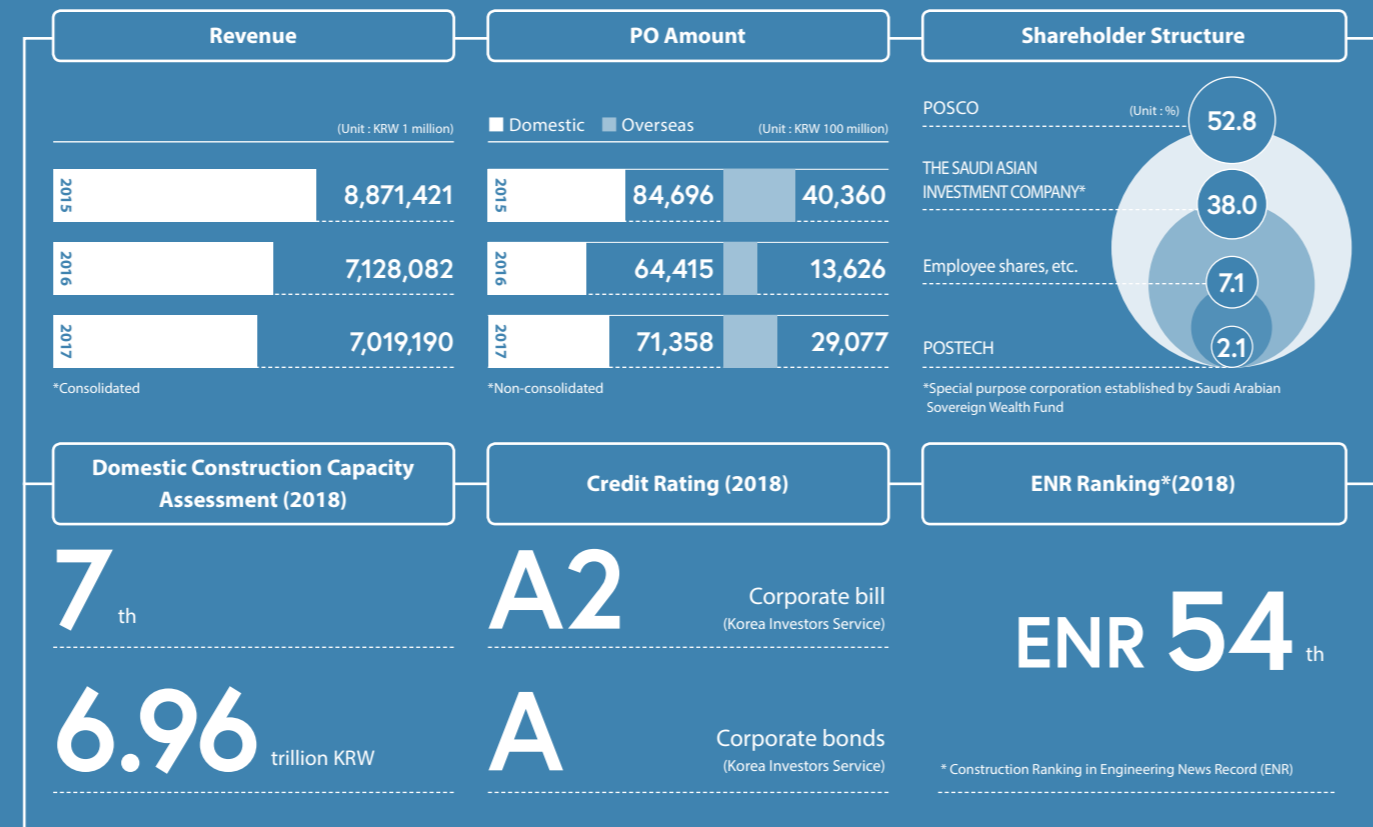 Revenue
(Unit : KRW 1 million)
2015
8,871,421
2016
7,128,082
2017
7,019,190
*Consolidated
PO Amount
Domestic Overseas (Unit : KRW 100 million)
2015
84,696 40,360
2016
64,415 13,626
2017
71,358 29,077
*Non-consolidated
Shareholder Structure
POSCO (Unit : %) 52.8
THE SAUDI ASIAN
INVESTMENT COMPANY* 38.0
Employee shares, etc. 7.1
POSTECH 2.1
*Special purpose corporation established by Saudi Arabian
Sovereign Wealth Fund
Domestic Construction Capacity
Assessment (2018)
7 th
6.96 trillion KRW
Credit Rating (2018)
A2 Corporate bill
(Korea Investors Service)
A Corporate bonds
(Korea Investors Service)
ENR Ranking*(2018)
ENR 54 th
* Construction Ranking in Engineering News Record (ENR)